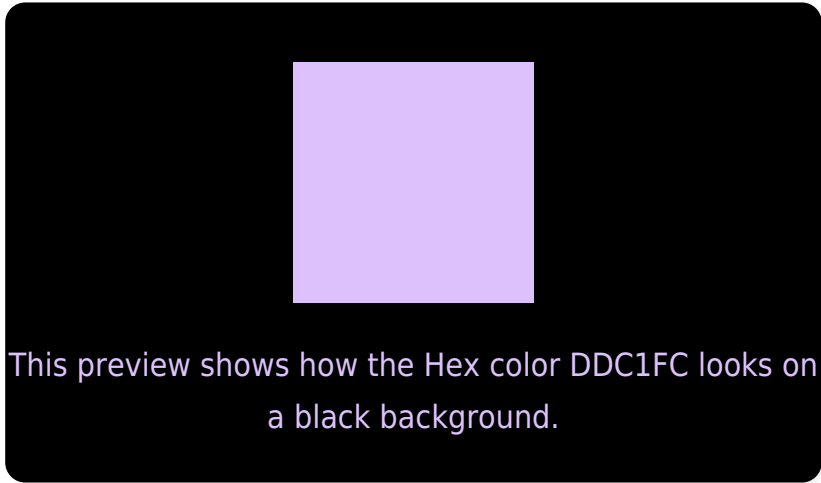 This preview shows how the Hex color DDC1FC looks on
a black background.